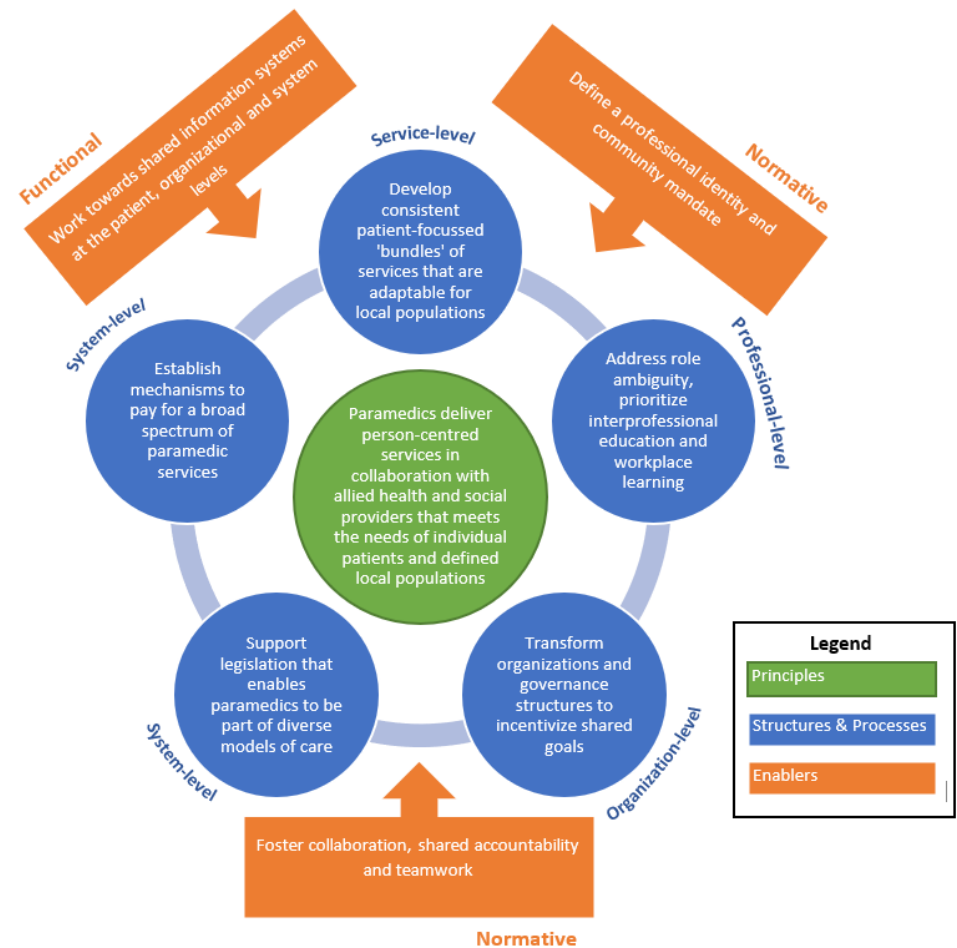 Functional
Work towards shared information systems
at the patient, organizational and system
levels
Define a professional identity and
community mandate
Normative
Service-level
Develop
consistent
patient-focussed
'bundles' of
services that are
adaptable for
local populations
System-level
Establish
mechanisms to
pay for a broad
spectrum of
paramedic
services
Paramedics deliver
person-centred
services in
collaboration with
allied health and social
providers that meets
the needs of individual
patients and defined
local populations
Professional-level
Address role
ambiguity,
prioritize
interprofessional
education and
workplace
learning
System-level
Support
legislation that
enables
paramedics to be
part of diverse
models of care
Organization-level
Transform
organizations and
governance
structures to
incentivize shared
goals
Foster collaboration, shared accountability
and teamwork
Normative
Legend
Principles
Structures & Processes
Enablers